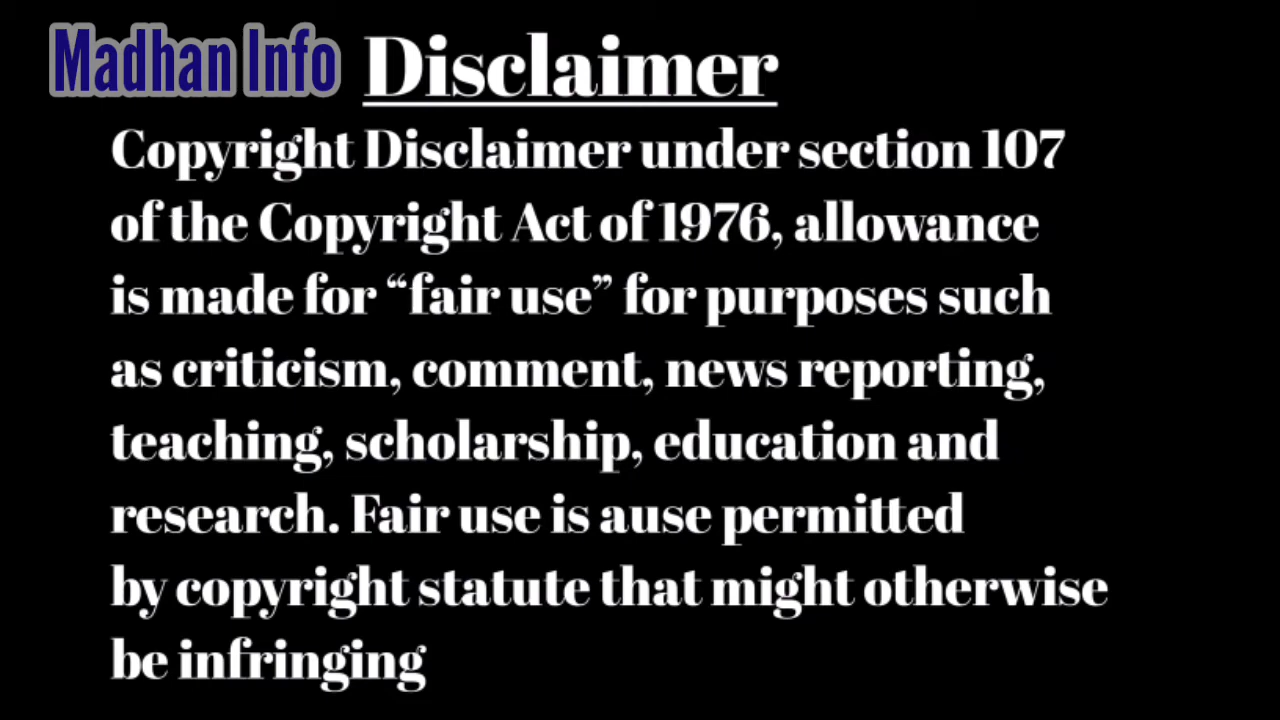 Madhan Info Disclaimer
Copyright Disclaimer under section 107
of the Copyright Act of 1976, allowance
is made for “fair use” for purposes such
as criticism, comment, news reporting,
teaching, scholarship, education and
research. Fair use is ause permitted
by copyright statute that might otherwise
be infringing